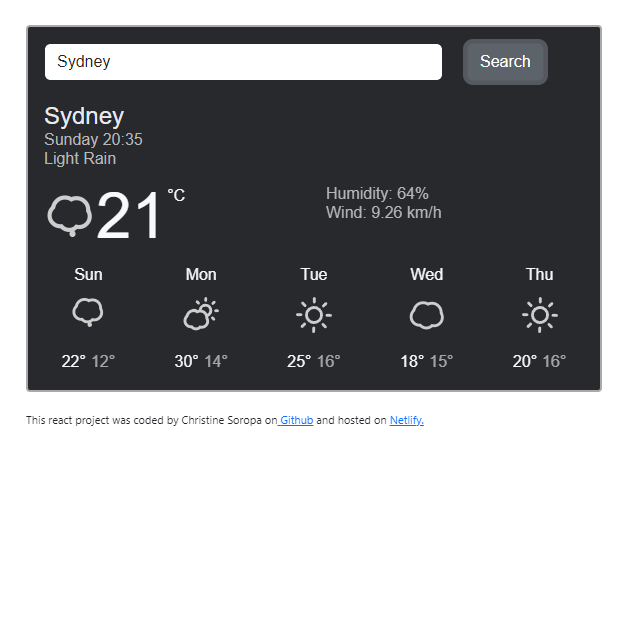 Sydney Search
Sydney
Sunday 20:35
Light Rain
21 °C
Humidity: 64%
Wind: 9.26 km/h
Sun Mon Tue Wed Thu
22° 12° 30° 14° 25° 16° 18° 15° 20° 16°
This react project was coded by Christine Soropa on Github and hosted on Netlify.